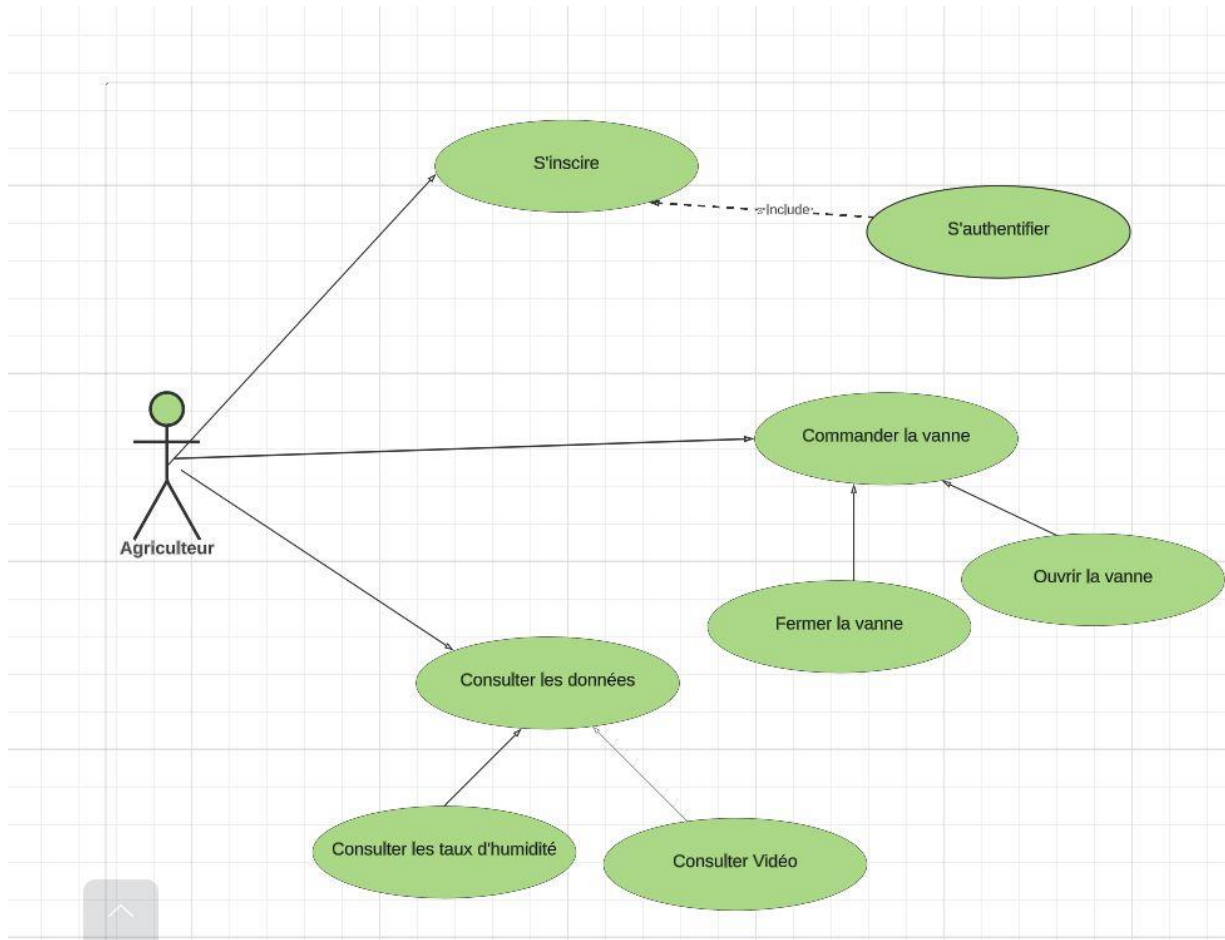 S'inscire
Include
S'authentifier
Commander la vanne
Agriculteur
Ouvrir la vanne
Fermer la vanne
Consulter les données
Consulter les taux d'humidité
Consulter Vidéo